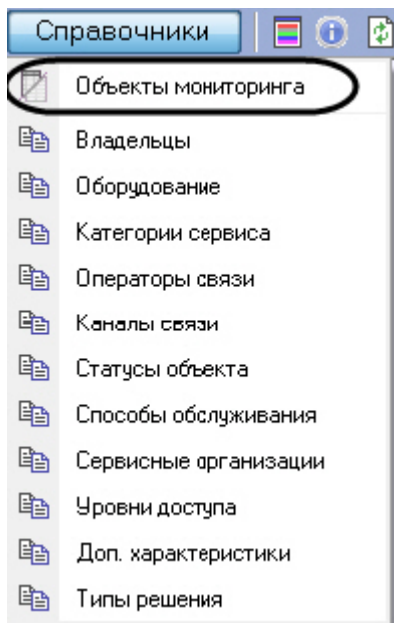 Справочники
Объекты мониторинга
Владельцы
Оборудование
Категории сервиса
Операторы связи
Каналы связи
Статусы объекта
Способы обслуживания
Сервисные организации
Уровни доступа
Доп. характеристики
Типы решения